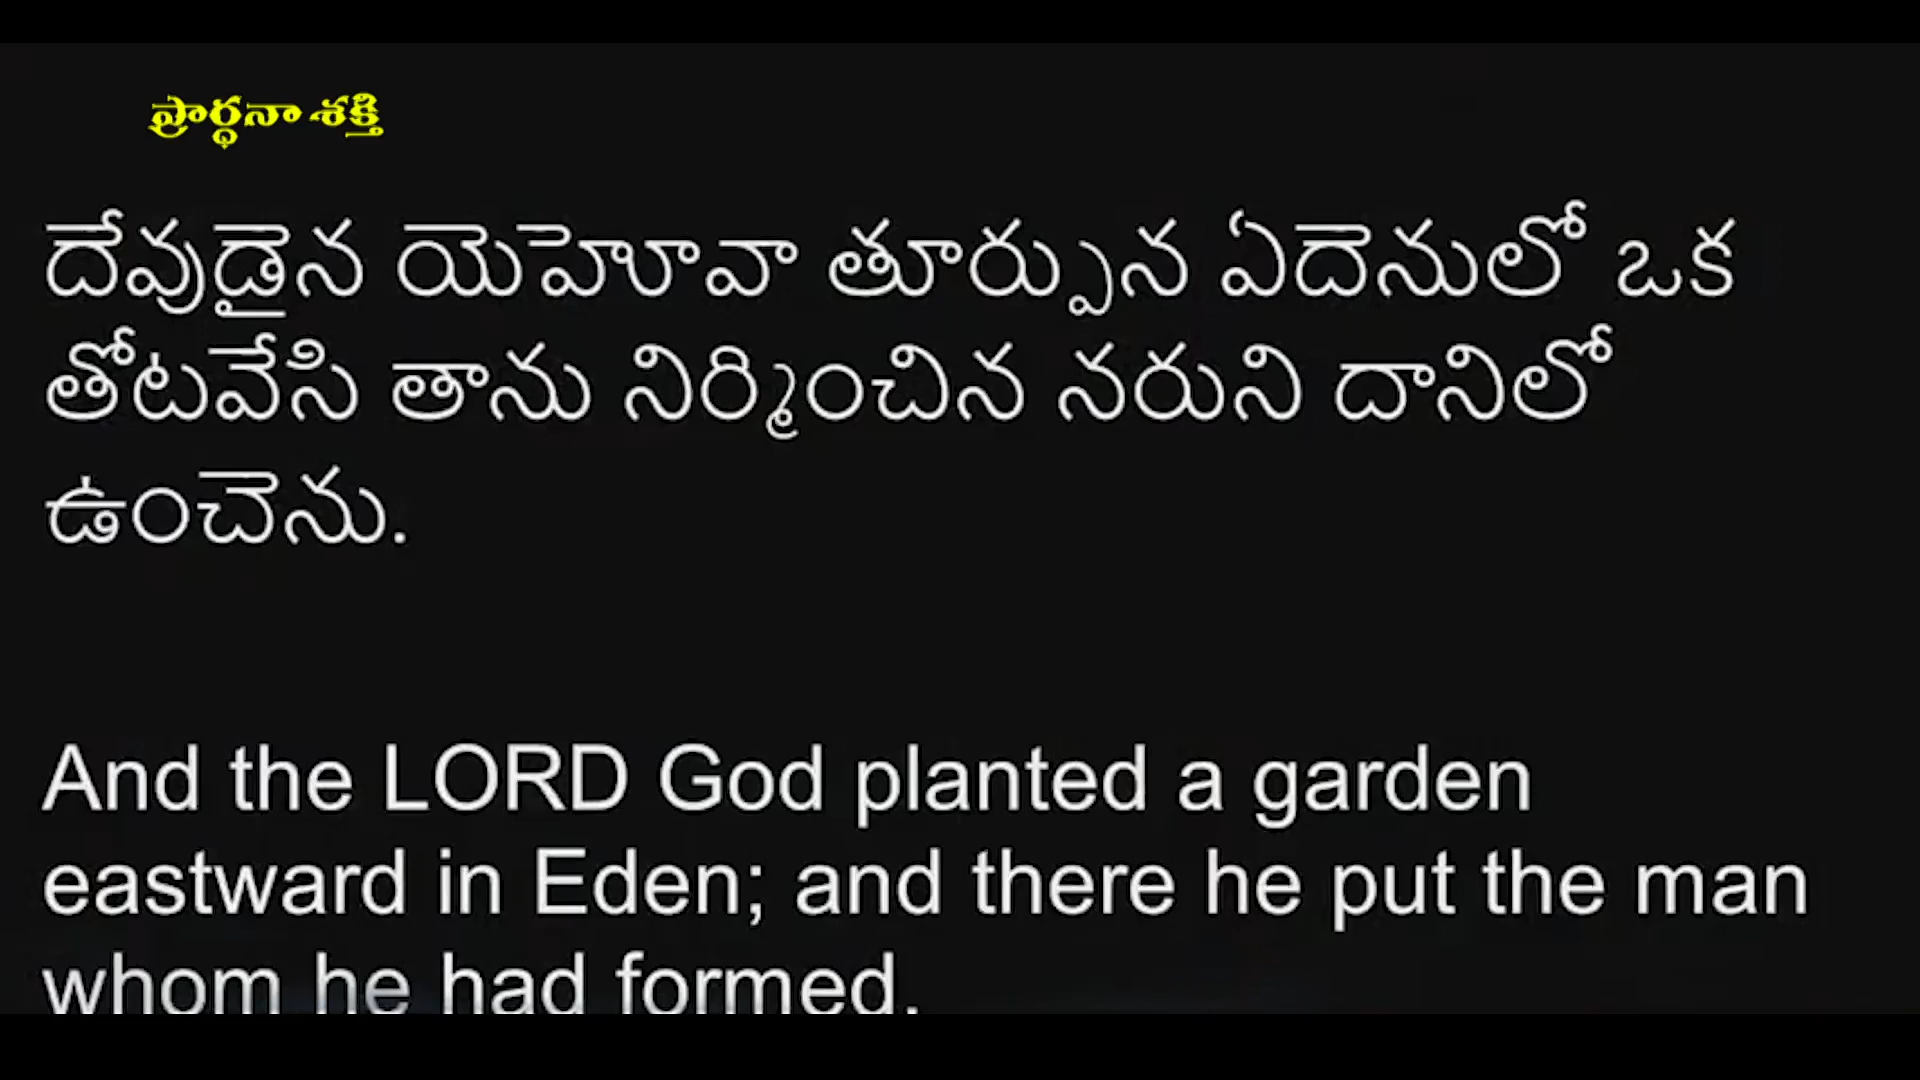 ప్రార్ధనా శక్తి
దేవుడైన యెహోవా తూర్పున ఏదెనులో ఒక
తోటవేసి తాను నిర్మించిన నరుని దానిలో
ఉంచెను.
And the LORD God planted a garden
eastward in Eden; and there he put the man
whom he had formed.